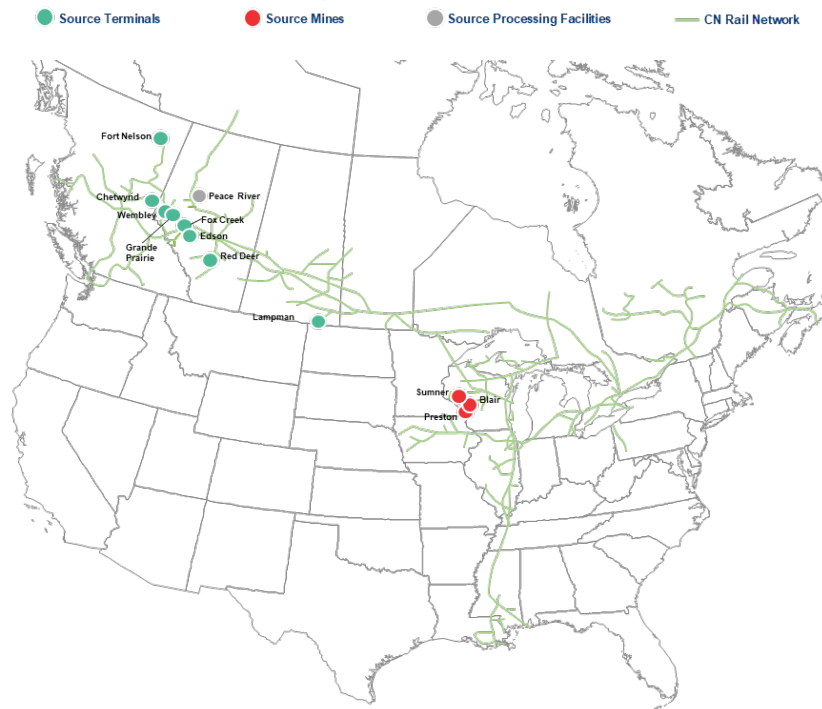 Source Terminals
Source Mines
Source Processing Facilities
CN Rail Network
Fort Nelson
Chetwynd
Peace River
Wembley
Fox Creek
Edson
Grande
Prairie
Red Deer
Lampman
Sumner
Blair
Preston